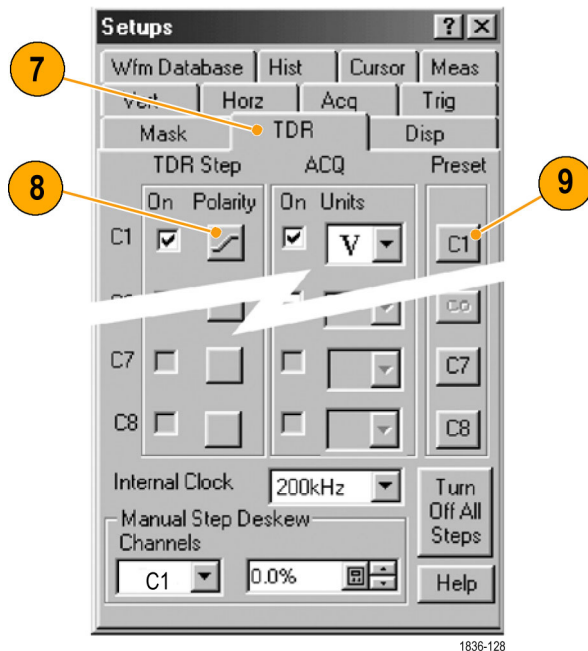 Setups ? ×
7
Wfm Database Hist Cursor Meas
Vert Horz Acq Trig
Mask TDR Disp
TDR Step ACQ Preset
8
9
On Polarity On Units
C1 V C1
C7 C7
C8 C8
Internal Clock 200kHz
Turn Off All Steps
Manual Step Deskew
Channels
C1 0.0%
Help
1836-128